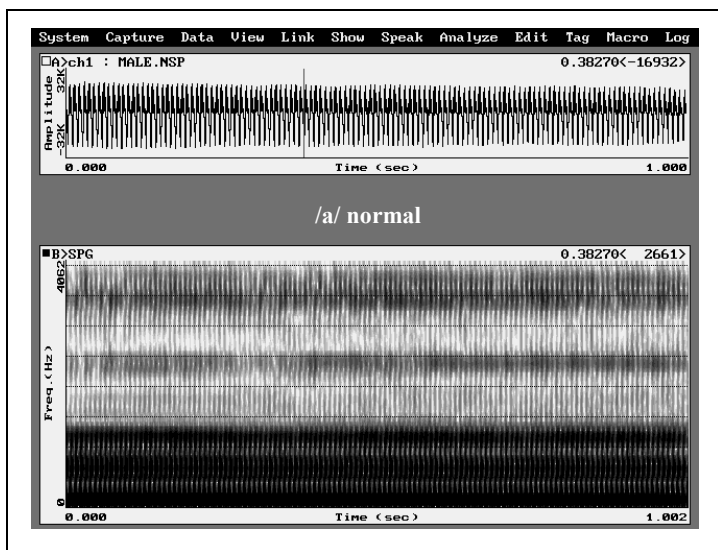 System Capture Data View Link Show Speak Analyze Edit Tag Macro Log
A>ch1 : MALE.NSP 0.38270<-16932>
32K
Amplitude
-32K
0.000 Time (sec) 1.000
/a/ normal
B>SPG 0.38270< 2661>
4062
Freq.(Hz)
0
0.000 Time (sec) 1.002